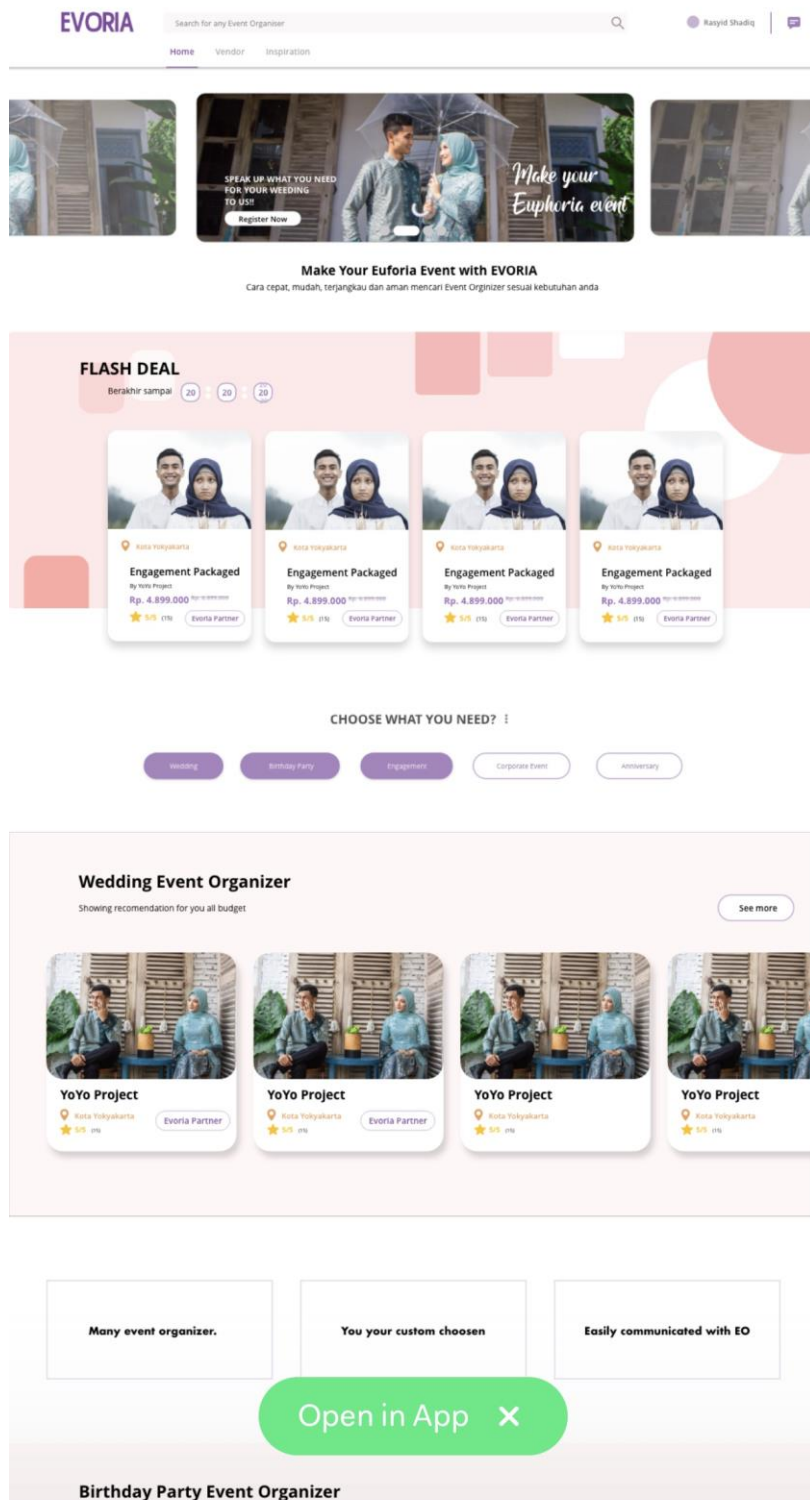 EVORIA
Search for any Event Organiser
Rasyid Shadiq
Home Vendor Inspiration
SPEAK UP WHAT YOU NEED
FOR YOUR WEEDING
TO US!!
Register Now
Make your
Euphoria event
Make Your Euforia Event with EVORIA
Cara cepat, mudah, terjangkau dan aman mencari Event Orginizer sesuai kebutuhan anda
FLASH DEAL
Berakhir sampai 20 : 20 : 20
Kota Yokyakarta Kota Yokyakarta Kota Yokyakarta Kota Yokyakarta
Engagement Packaged Engagement Packaged Engagement Packaged Engagement Packaged
By YoYo Project By YoYo Project By YoYo Project By YoYo Project
Rp. 4.899.000 Rp. 4.899.000 Rp. 4.899.000 Rp. 4.899.000
5/5 (15) Evoria Partner 5/5 (15) Evoria Partner 5/5 (15) Evoria Partner 5/5 (15) Evoria Partner
CHOOSE WHAT YOU NEED?
Wedding Birthday Party Engagement Corporate Event Anniversary
Wedding Event Organizer
Showing recomendation for you all budget
See more
YoYo Project YoYo Project YoYo Project YoYo Project
Kota Yokyakarta Kota Yokyakarta Kota Yokyakarta Kota Yokyakarta
Evoria Partner Evoria Partner
5/5 (15) 5/5 (15) 5/5 (15) 5/5 (15)
Many event organizer. You your custom choosen Easily communicated with EO
Open in App ×
Birthday Party Event Organizer